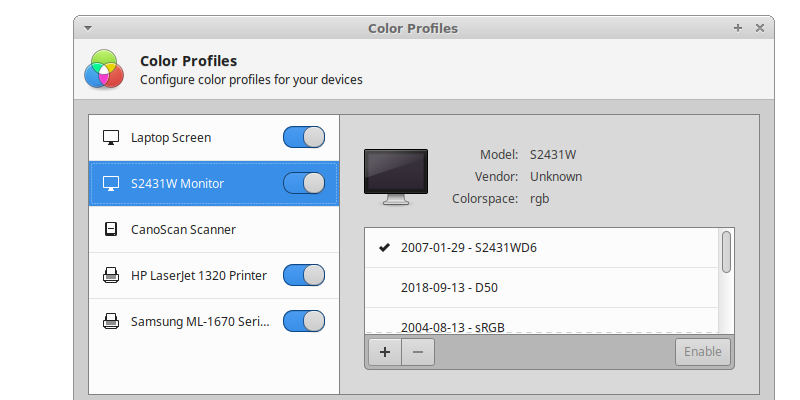 Color Profiles
Color Profiles
Configure color profiles for your devices
Laptop Screen
S2431W Monitor
CanoScan Scanner
HP LaserJet 1320 Printer
Samsung ML-1670 Seri...
Model: S2431W
Vendor: Unknown
Colorspace: rgb
2007-01-29 - S2431WD6
2018-09-13 - D50
2004-08-13 - sRGB
Enable